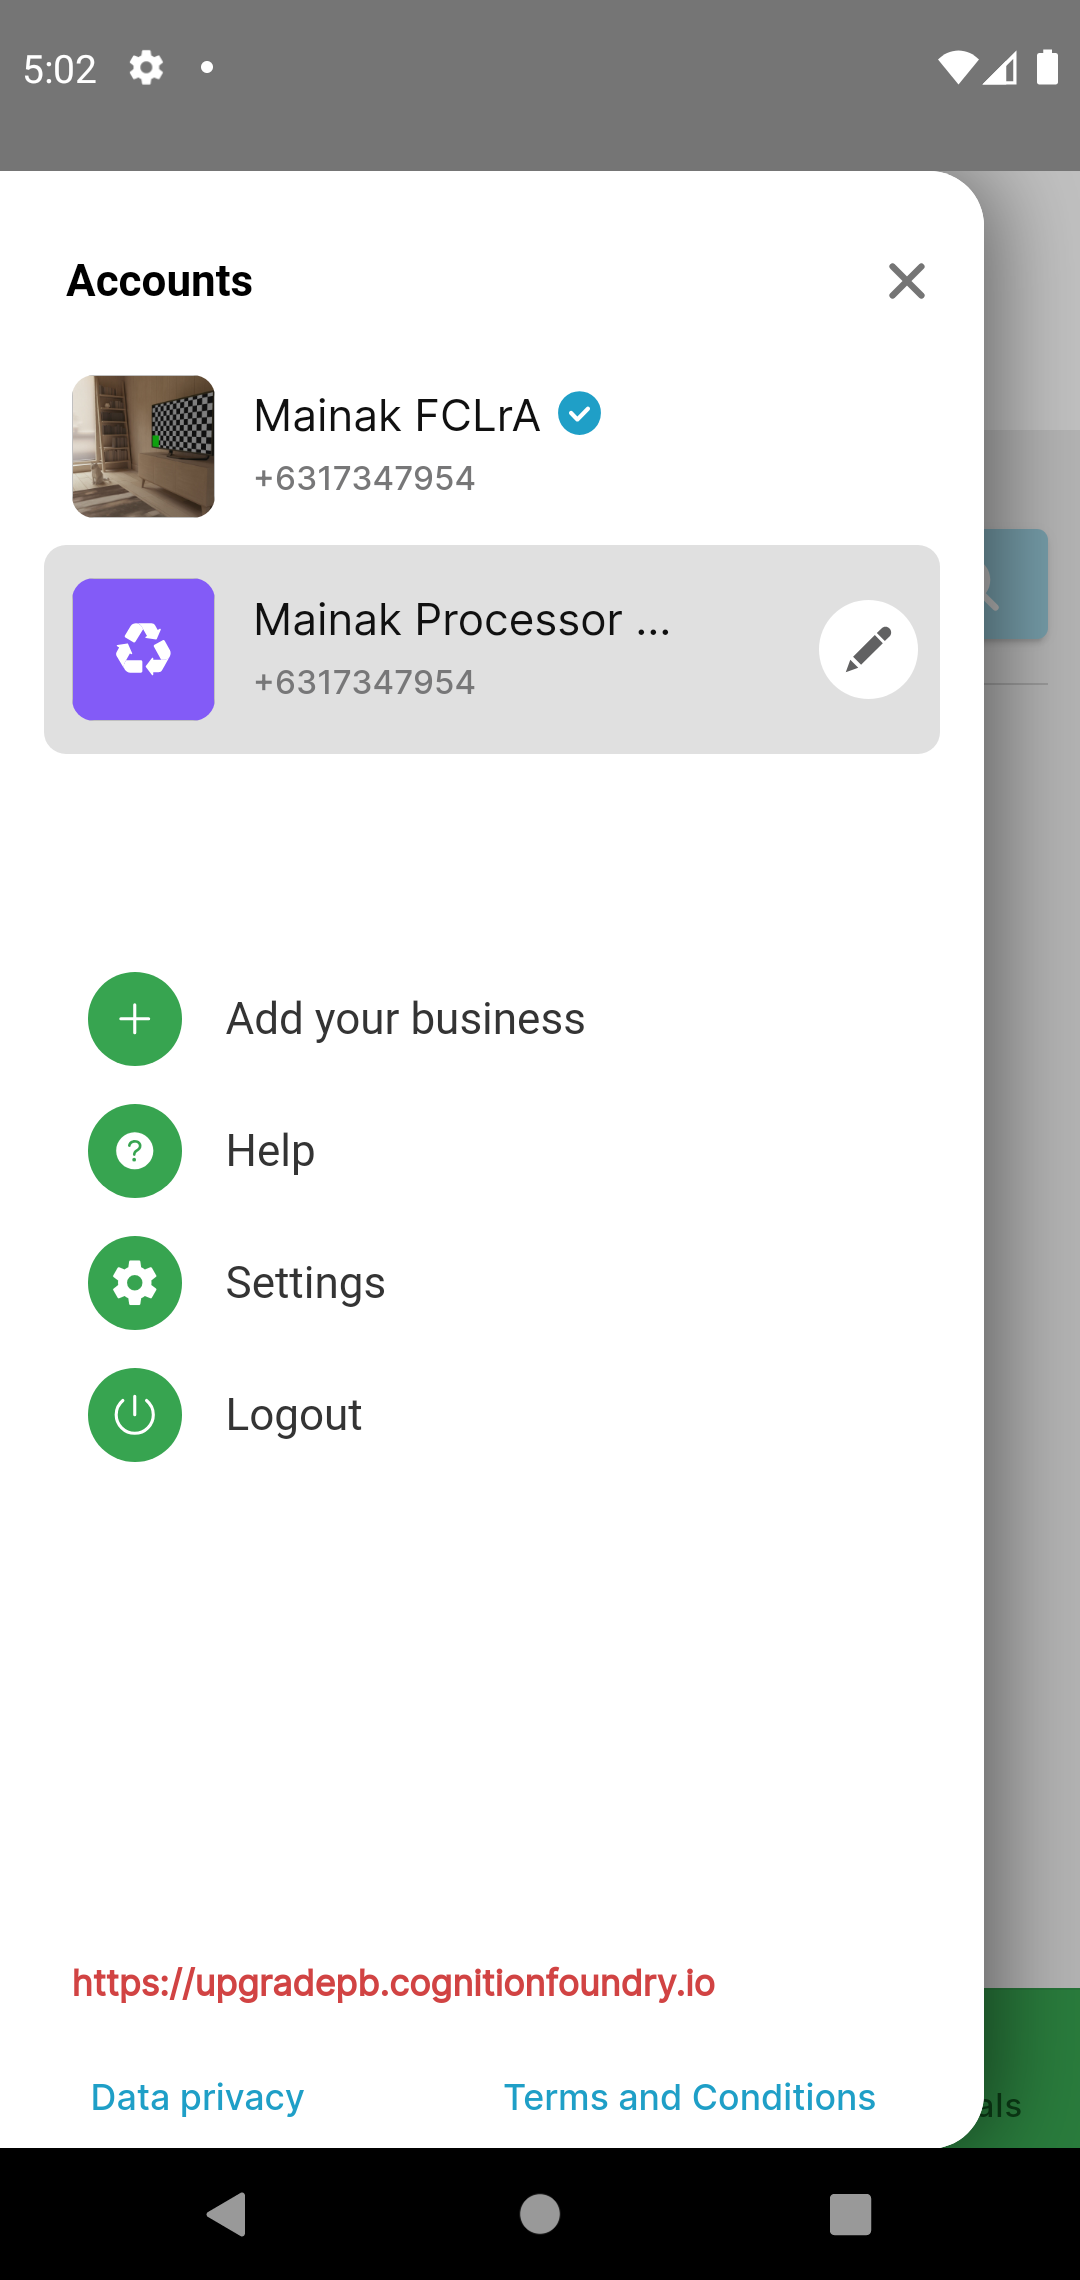 5:02
Accounts
Mainak FCLrA
+6317347954
Mainak Processor ...
+6317347954
Add your business
Help
Settings
Logout
https://upgradepb.cognitionfoundry.io
Data privacy
Terms and Conditions
als